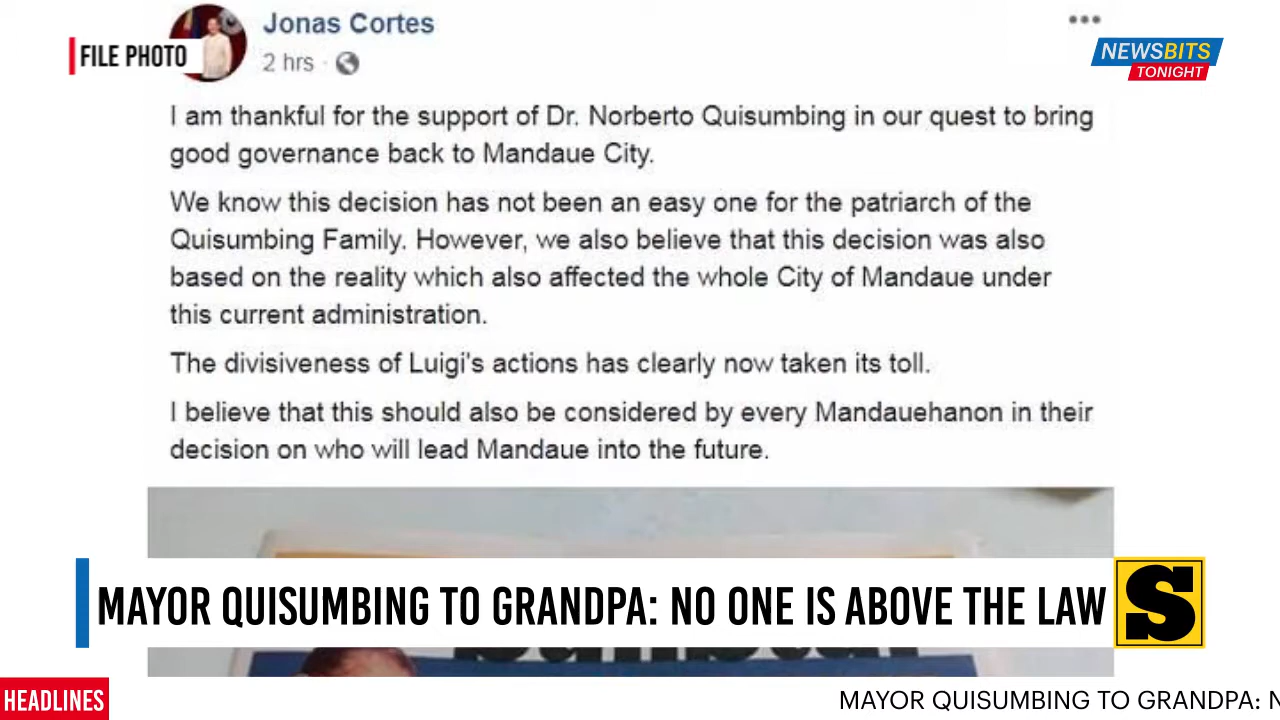 FILE PHOTO
Jonas Cortes
2 hrs ·
NEWSBITS
TONIGHT
I am thankful for the support of Dr. Norberto Quisumbing in our quest to bring
good governance back to Mandaue City.
We know this decision has not been an easy one for the patriarch of the
Quisumbing Family. However, we also believe that this decision was also
based on the reality which also affected the whole City of Mandaue under
this current administration.
The divisiveness of Luigi's actions has clearly now taken its toll.
I believe that this should also be considered by every Mandauehanon in their
decision on who will lead Mandaue into the future.
MAYOR QUISUMBING TO GRANDPA: NO ONE IS ABOVE THE LAW
S
HEADLINES
MAYOR QUISUMBING TO GRANDPA: N